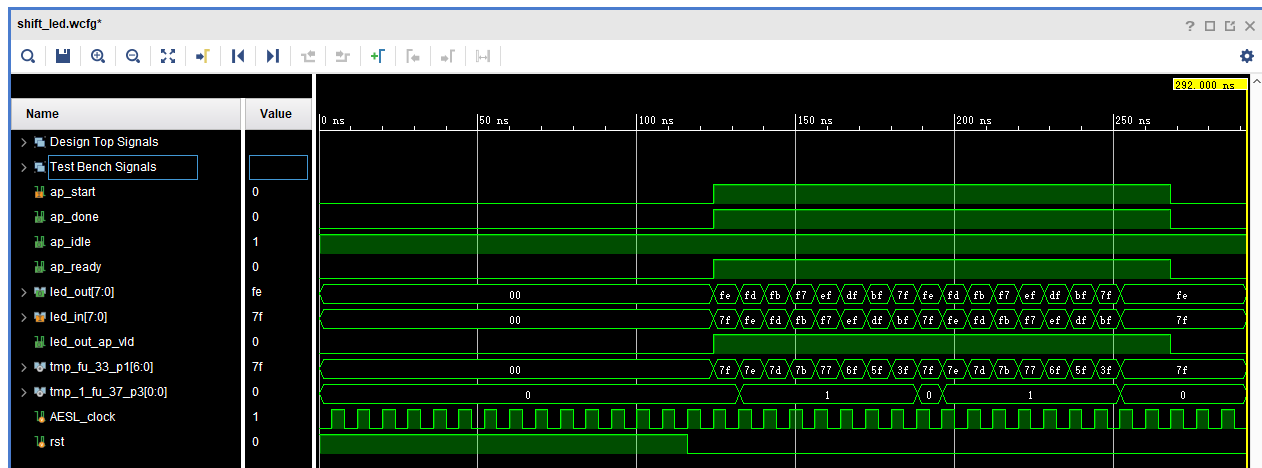 shift_led.wcfg*
292.000 ns
Name Value
0 ns 50 ns 100 ns 150 ns 200 ns 250 ns
Design Top Signals
Test Bench Signals
ap_start 0
ap_done 0
ap_idle 1
ap_ready 0
led_out[7:0] fe 00 fe fd fb f7 ef df bf 7f fe fd fb f7 ef df bf 7f fe
led_in[7:0] 7f 00 7f fe fd fb f7 ef df bf 7f fe fd fb f7 ef df bf 7f
led_out_ap_vld 0
tmp_fu_33_p1[6:0] 7f 00 7f 7e 7d 7b 77 6f 5f 3f 7f 7e 7d 7b 77 6f 5f 3f 7f
tmp_1_fu_37_p3[0:0] 0 0 1 0 1 0
AESL_clock 1
rst 0